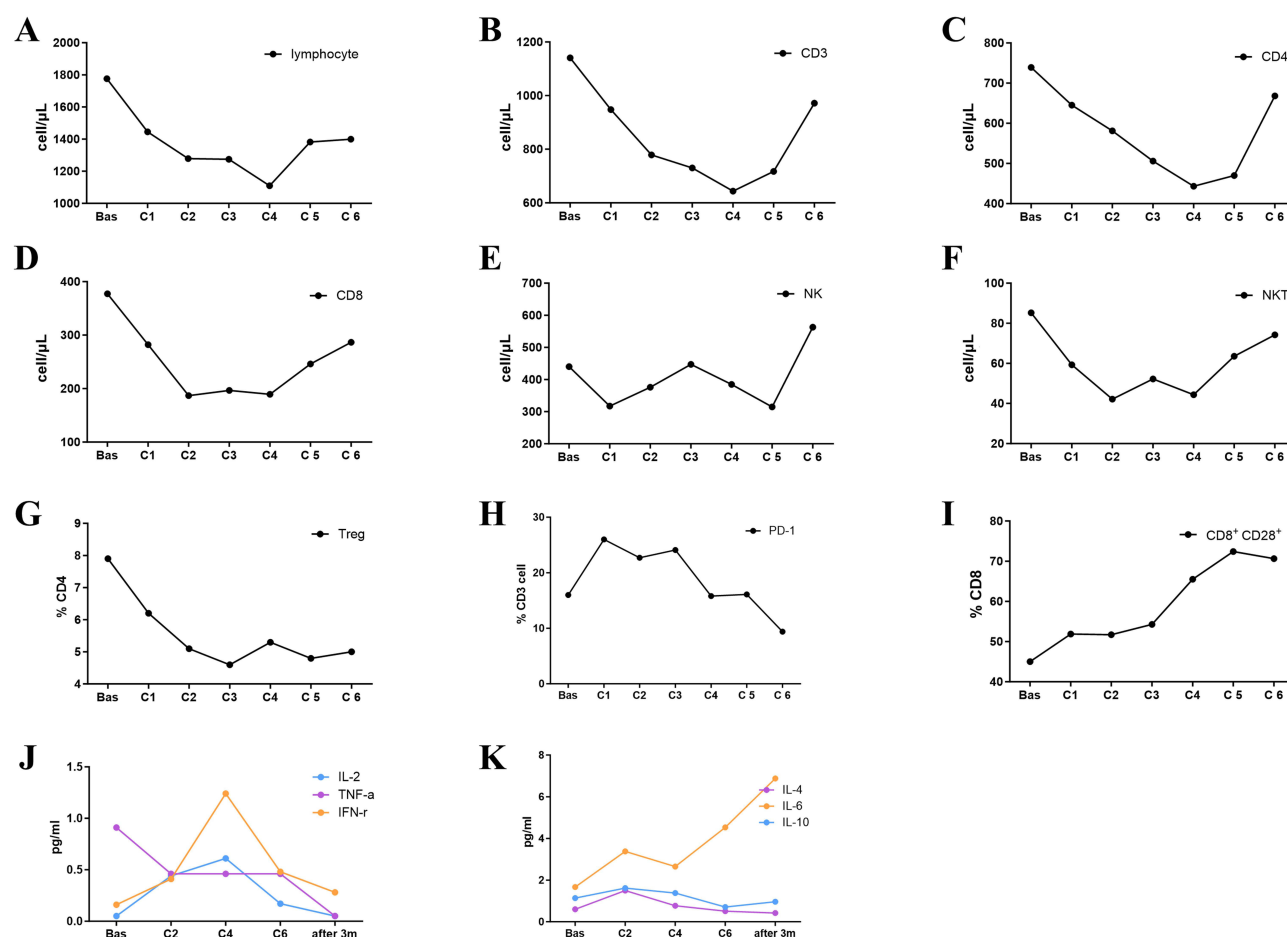 A
lymphocyte
cell/µL
2000
1800
1600
1400
1200
1000
Bas C1 C2 C3 C4 C 5 C 6
B
CD3
cell/µL
1200
1000
800
600
Bas C1 C2 C3 C4 C 5 C 6
C
CD4
cell/µL
800
700
600
500
400
Bas C1 C2 C3 C4 C 5 C 6
D
CD8
cell/µL
400
300
200
100
Bas C1 C2 C3 C4 C 5 C 6
E
NK
cell/µL
700
600
500
400
300
200
Bas C1 C2 C3 C4 C 5 C 6
F
NKT
cell/µL
100
80
60
40
20
Bas C1 C2 C3 C4 C 5 C 6
G
Treg
% CD4
9
8
7
6
5
4
Bas C1 C2 C3 C4 C 5 C 6
H
PD-1
% CD3 cell
30
20
10
0
Bas C1 C2 C3 C4 C 5 C 6
I
CD8+ CD28+
% CD8
80
70
60
50
40
Bas C1 C2 C3 C4 C 5 C 6
J
IL-2
TNF-a
IFN-r
pg/ml
1.5
1.0
0.5
0.0
Bas C2 C4 C6 after 3m
K
IL-4
IL-6
IL-10
pg/ml
8
6
4
2
0
Bas C2 C4 C6 after 3m